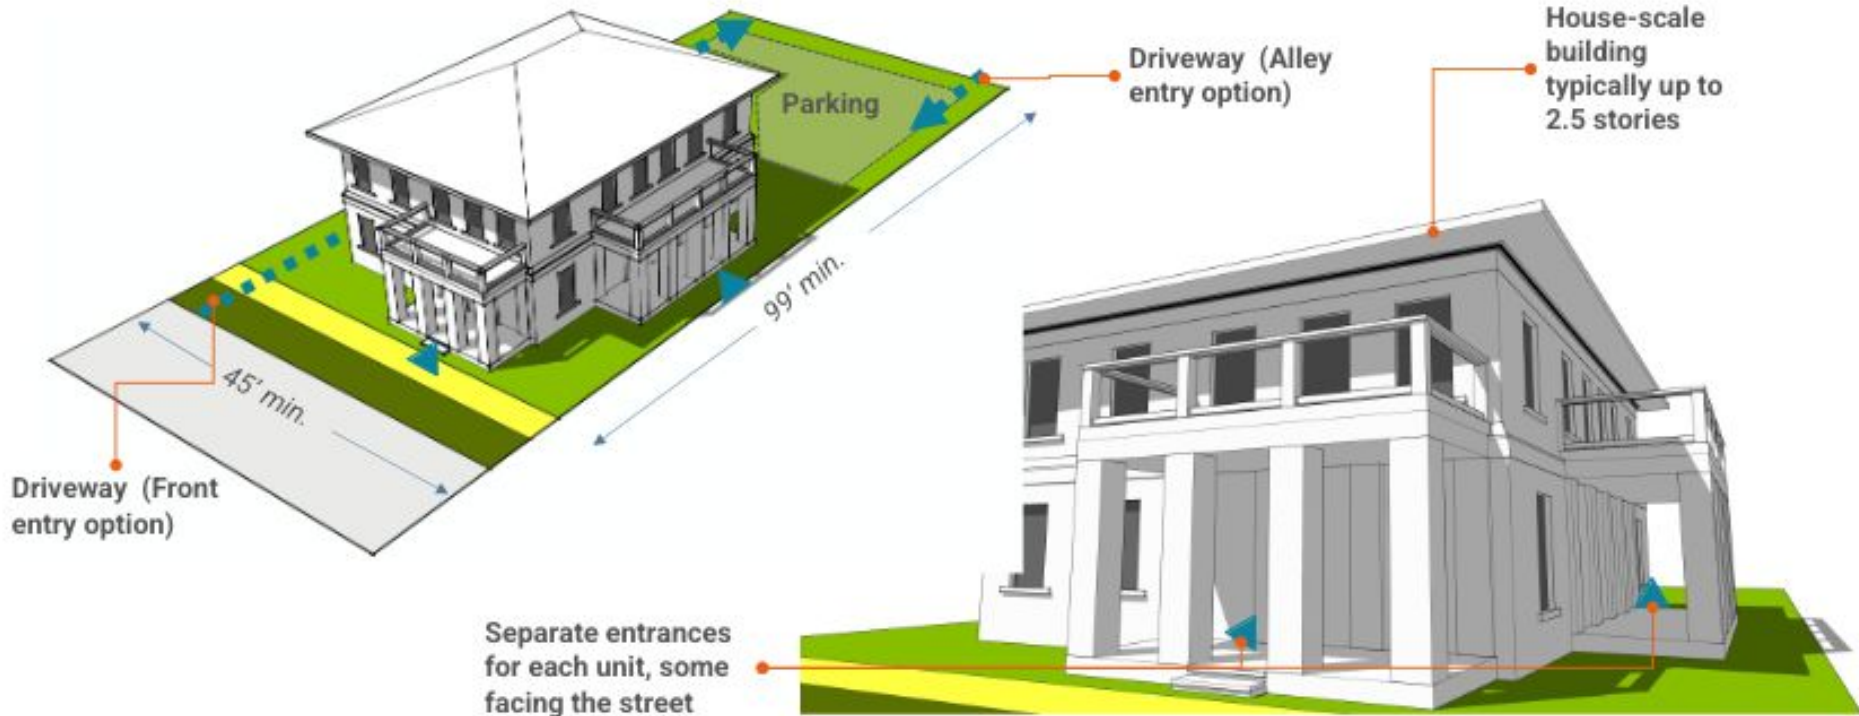 House-scale
building
typically up to
2.5 stories
Driveway (Alley
entry option)
Parking
99' min.
45' min.
Driveway (Front
entry option)
Separate entrances
for each unit, some
facing the street